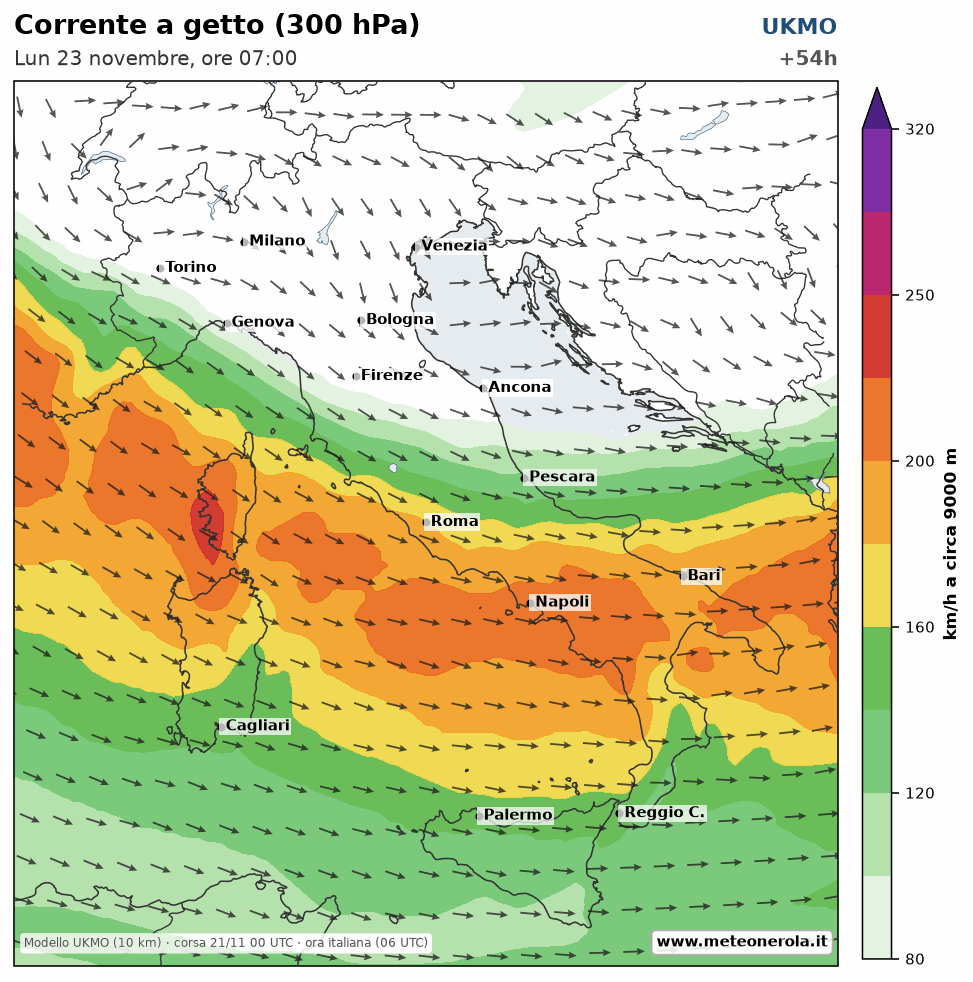 Corrente a getto (300 hPa)
UKMO
Lun 23 novembre, ore 07:00
+54h
320
Venezia
Milano
Torino
250
Bologna
Genova
Firenze
Ancona
200
Pescara
Roma
km/h a circa 9000 m
Bari
Napoli
160
Cagliari
120
Palermo
Reggio C.
Modello UKMO (10 km) · corsa 21/11 00 UTC · ora italiana (06 UTC)
www.meteonerola.it
80